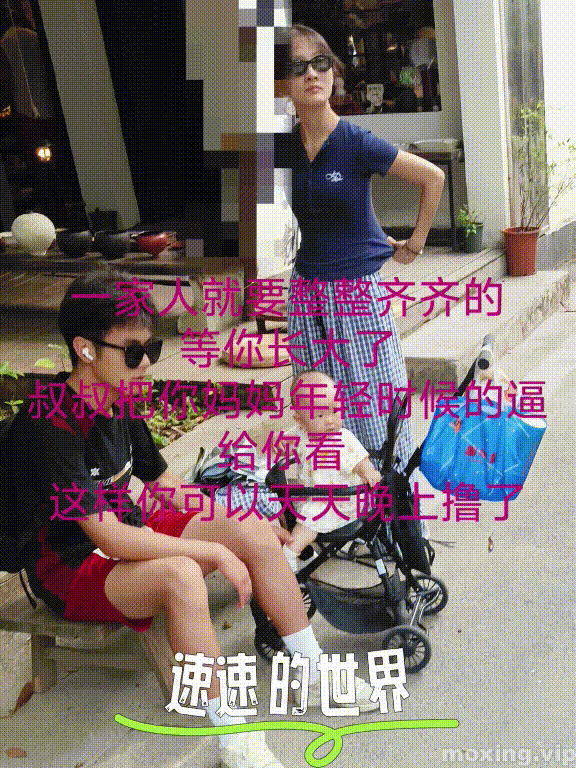 一家人就要整整齐齐的
等你长大了
叔叔把你妈妈年轻时候的逼
给你看
这样你可以天天晚上撸了
速速的世界
moxing.vip